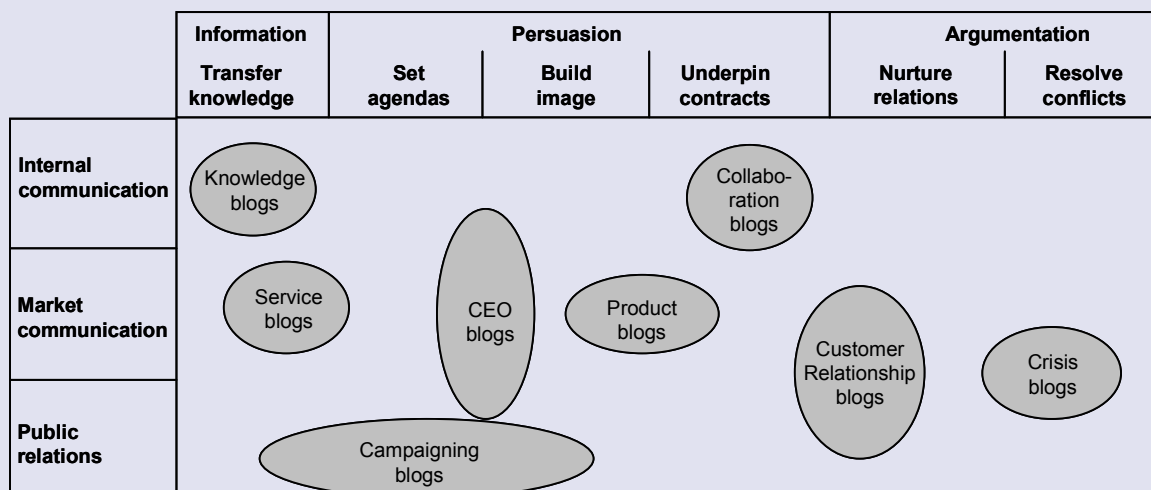 Information
Persuasion
Argumentation
Transfer
knowledge
Set
agendas
Build
image
Underpin
contracts
Nurture
relations
Resolve
conflicts
Internal
communication
Knowledge
blogs
Collabo-
ration
blogs
Market
communication
Service
blogs
CEO
blogs
Product
blogs
Customer
Relationship
blogs
Crisis
blogs
Public
relations
Campaigning
blogs